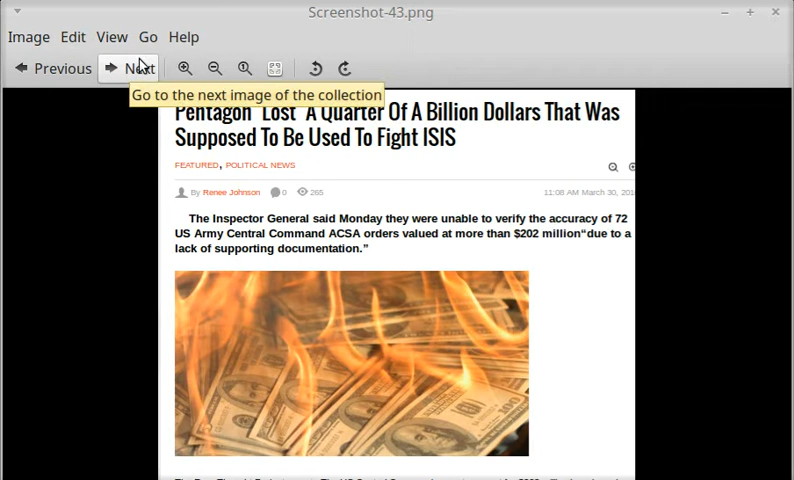 Screenshot-43.png
Image Edit View Go Help
Previous Next
Go to the next image of the collection
Pentagon "Lost" A Quarter Of A Billion Dollars That Was
Supposed To Be Used To Fight ISIS
FEATURED, POLITICAL NEWS
By Renee Johnson 0 265 11:08 AM March 30, 201
The Inspector General said Monday they were unable to verify the accuracy of 72
US Army Central Command ACSA orders valued at more than $202 million“due to a
lack of supporting documentation.”